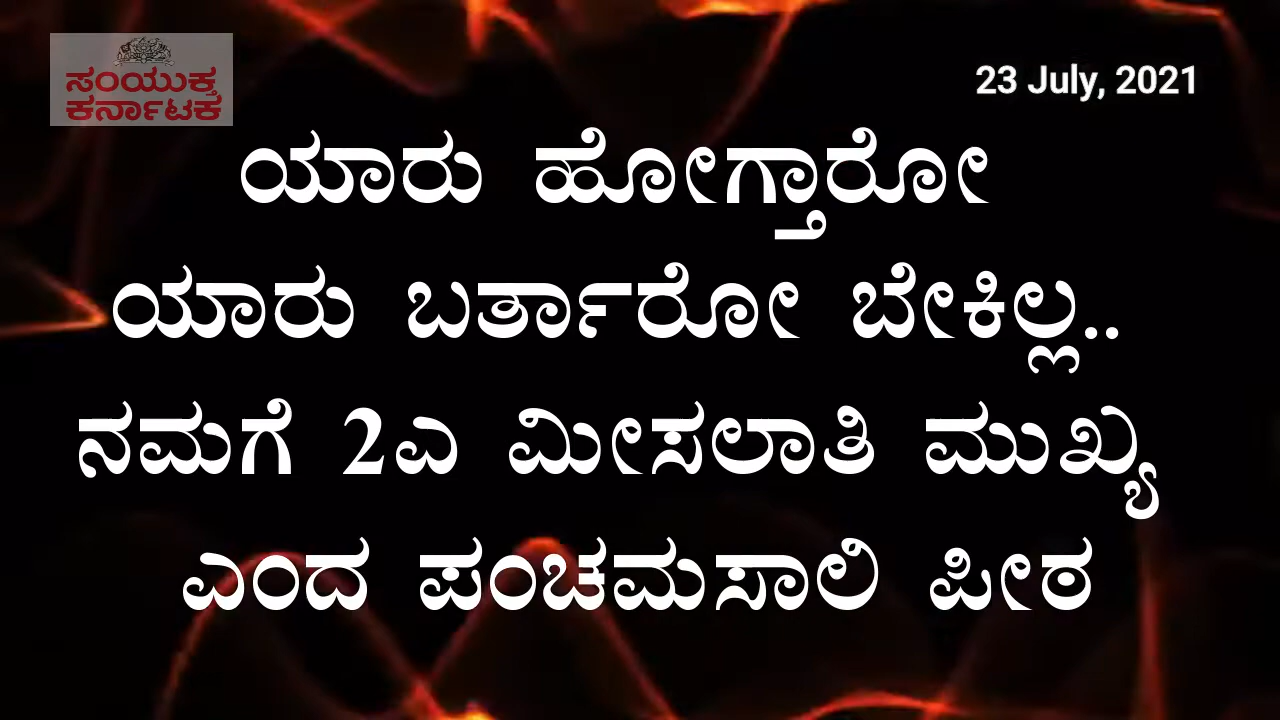 ಸಂಯುಕ್ತ
ಕರ್ನಾಟಕ
23 July, 2021
ಯಾರು ಹೋಗ್ತಾರೋ
ಯಾರು ಬರ್ತಾರೋ ಬೇಕಿಲ್ಲ..
ನಮಗೆ 2ಎ ಮೀಸಲಾತಿ ಮುಖ್ಯ
ಎಂದ ಪಂಚಮಸಾಲಿ ಪೀಠ